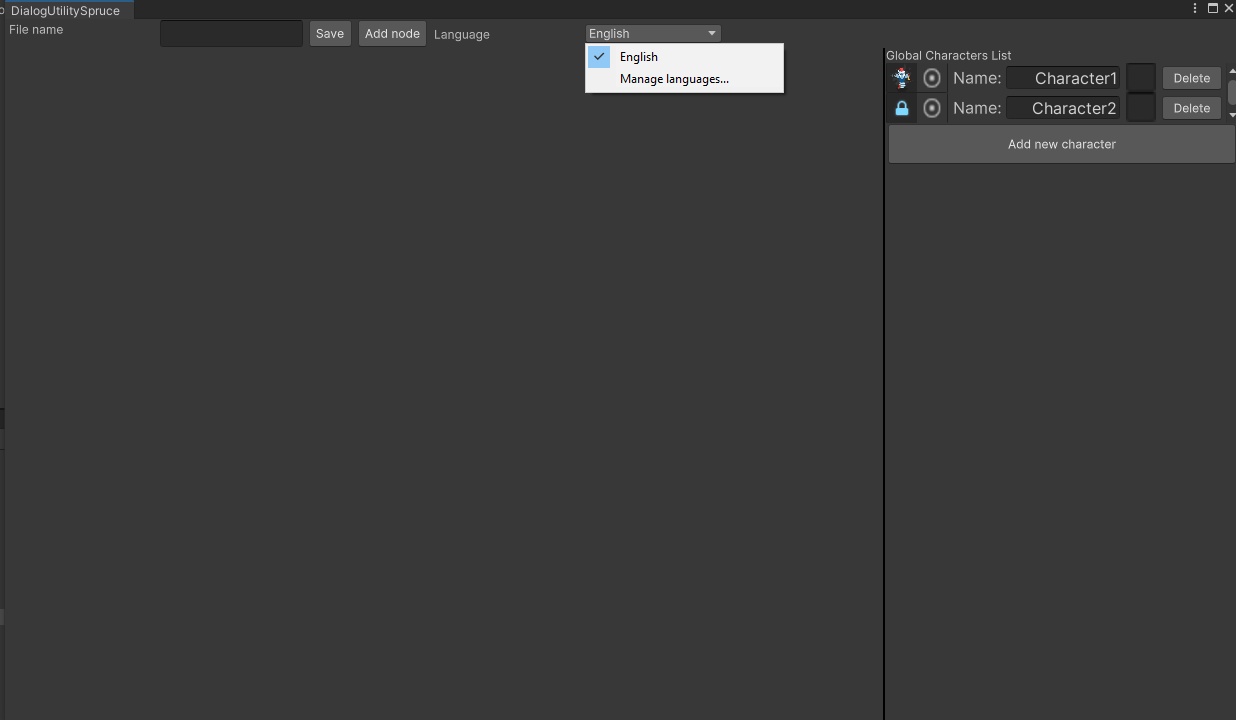 DialogUtilitySpruce
File name
Save
Add node
Language
English
English
Manage languages...
Global Characters List
Name: Character1 Delete
Name: Character2 Delete
Add new character